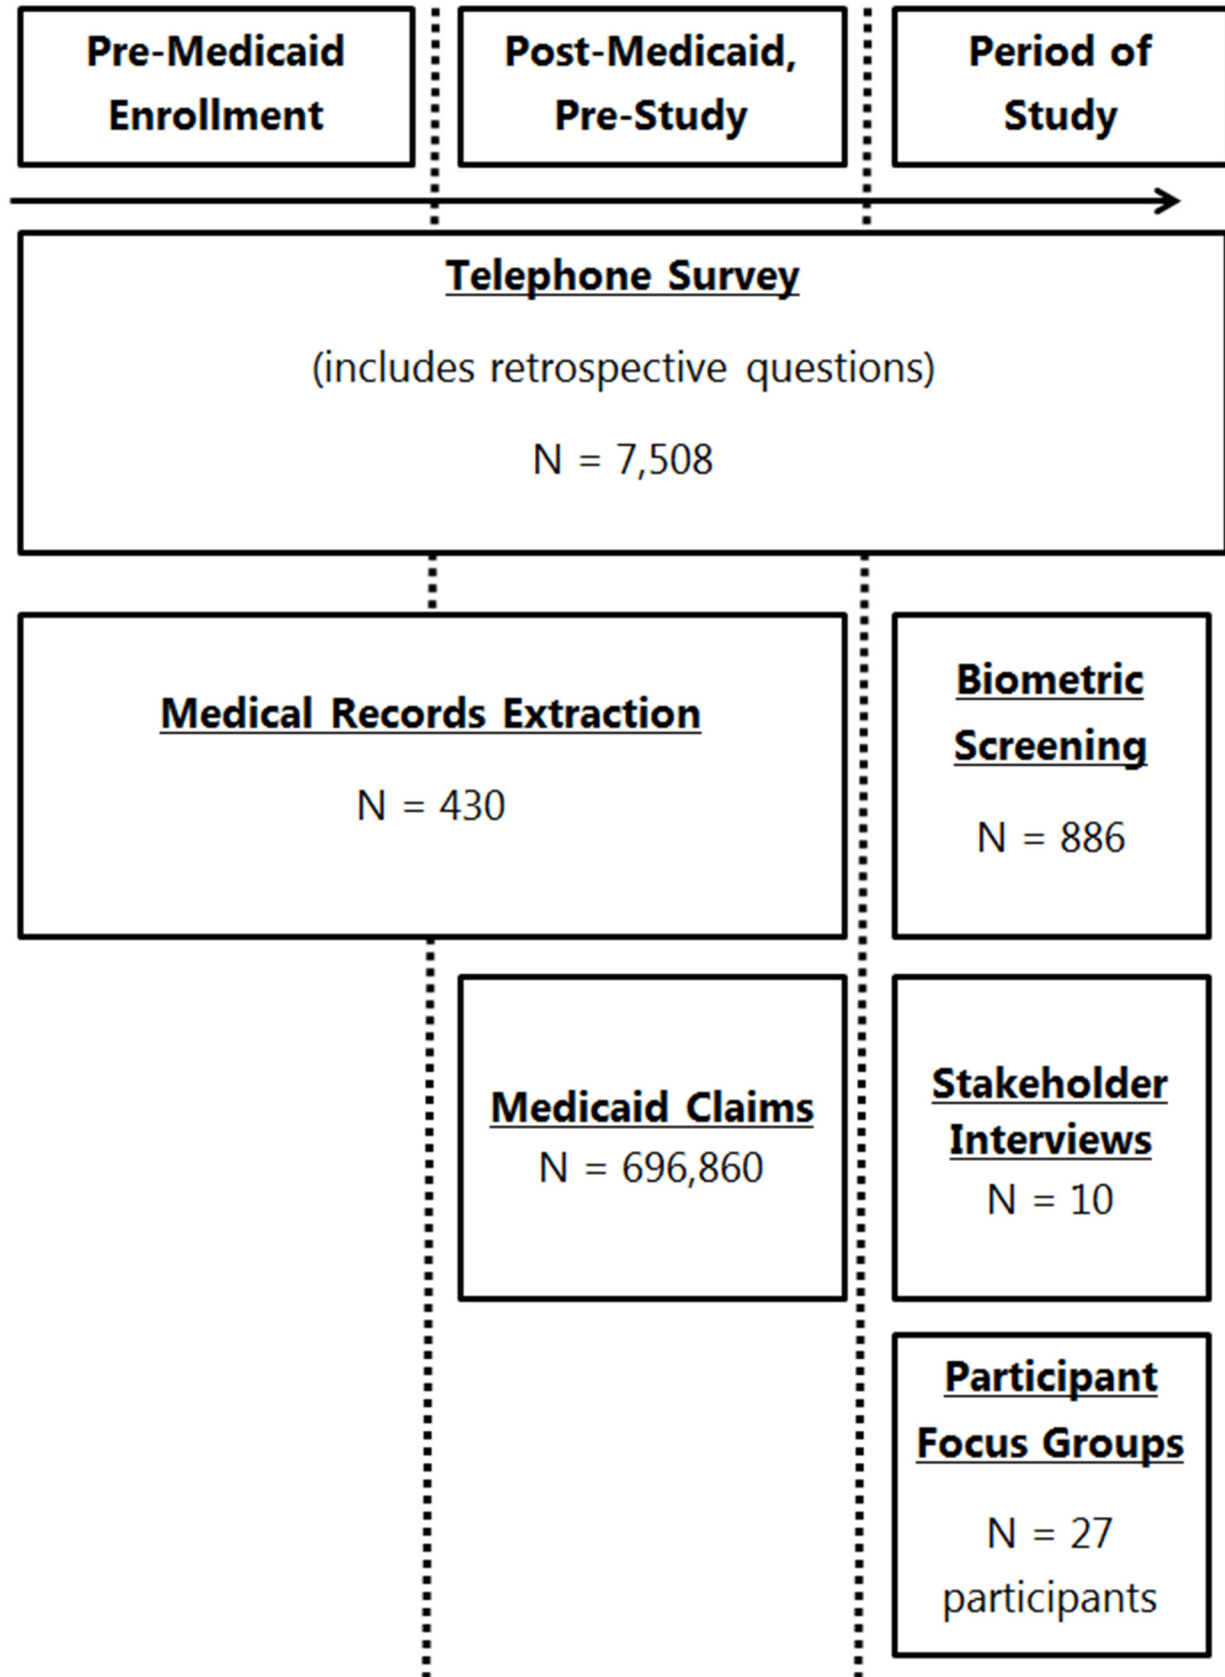 Pre-Medicaid
Enrollment
Post-Medicaid,
Pre-Study
Period of
Study
Telephone Survey
(includes retrospective questions)
N = 7,508
Medical Records Extraction
N = 430
Biometric
Screening
N = 886
Medicaid Claims
N = 696,860
Stakeholder
Interviews
N = 10
Participant
Focus Groups
N = 27
participants